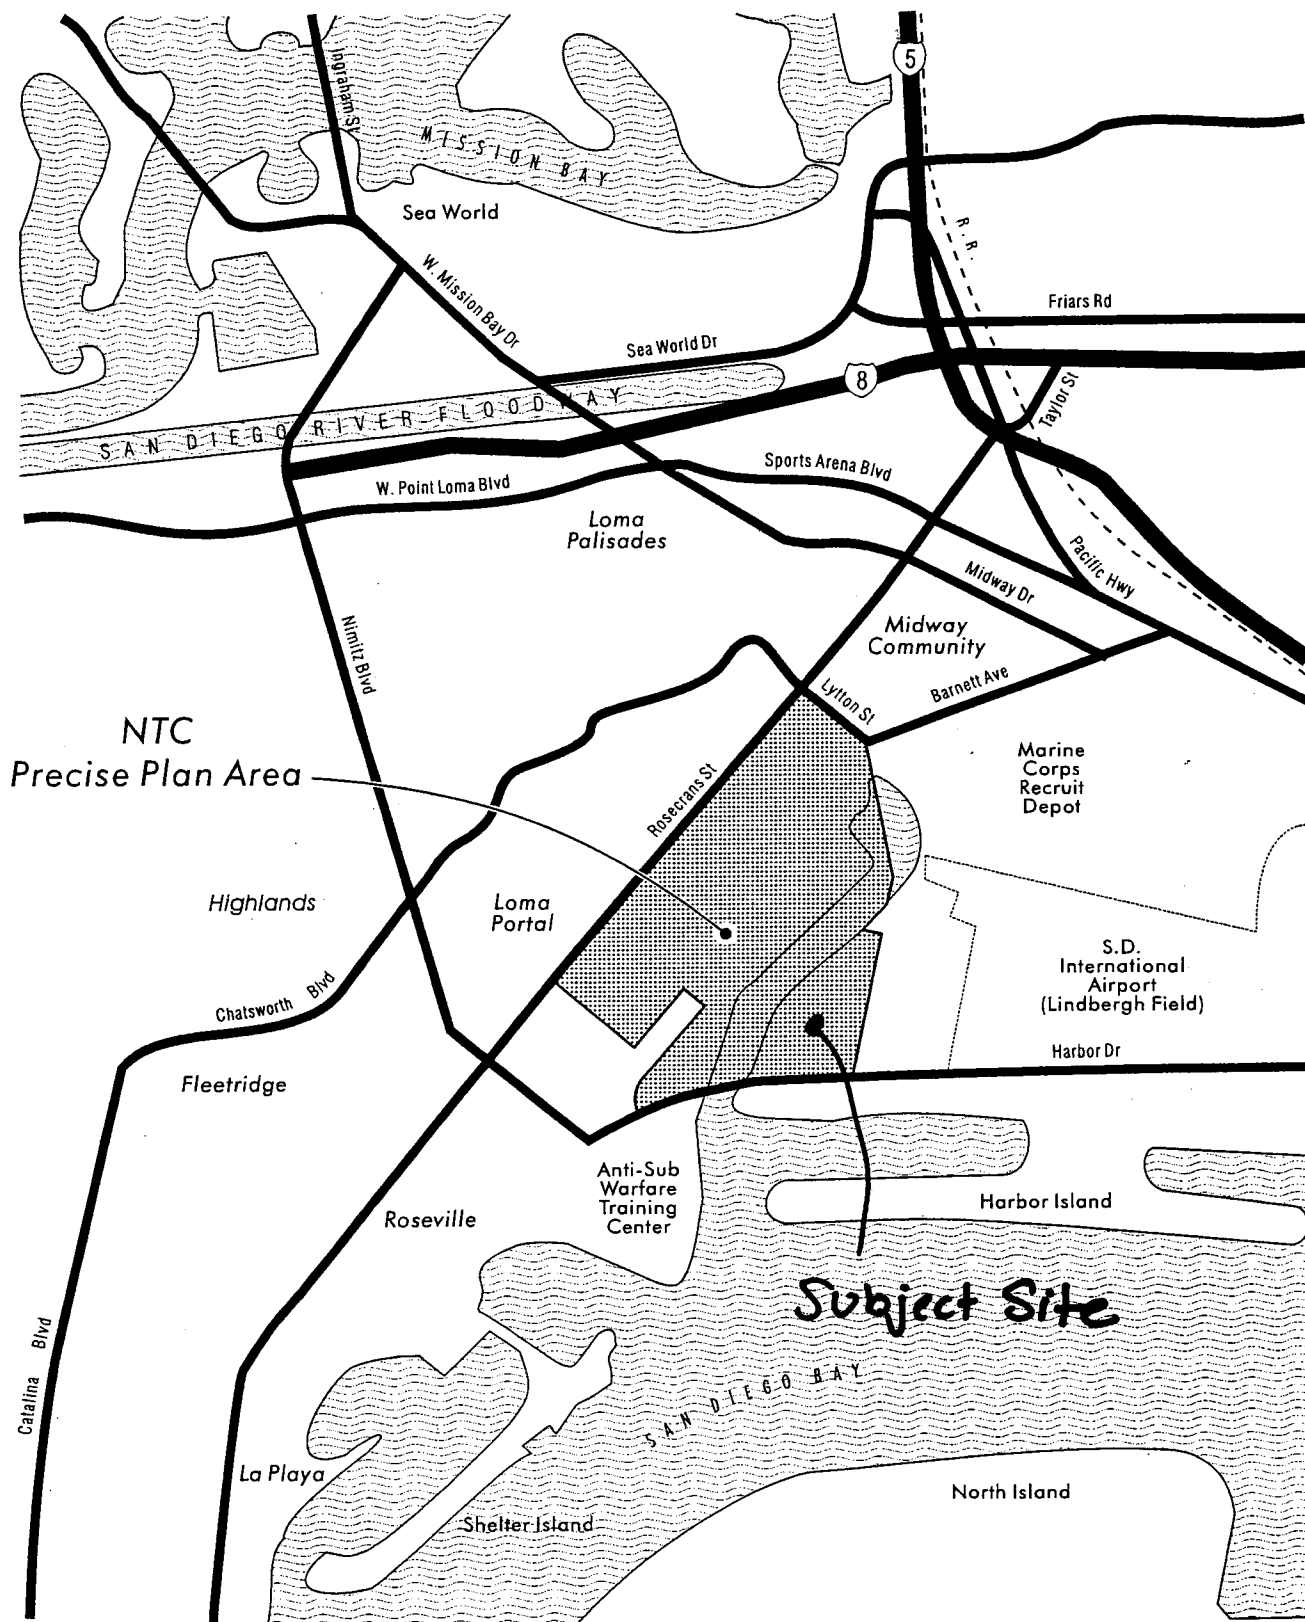 5
Ingraham St
MISSION BAY
Sea World
R. R.
W. Mission Bay Dr
Friars Rd
Sea World Dr
8
Taylor St
SAN DIEGO RIVER FLOODWAY
Sports Arena Blvd
W. Point Loma Blvd
Loma
Palisades
Pacific Hwy
Midway Dr
Nimitz Blvd
Midway
Community
Lytton St
Barnett Ave
NTC
Precise Plan Area
Marine
Corps
Recruit
Depot
Rosecrans St
Highlands
Loma
Portal
S.D.
International
Airport
(Lindbergh Field)
Chatsworth Blvd
Harbor Dr
Fleetridge
Anti-Sub
Warfare
Training
Center
Harbor Island
Roseville
Subject Site
Catalina Blvd
SAN DIEGO BAY
La Playa
North Island
Shelter Island